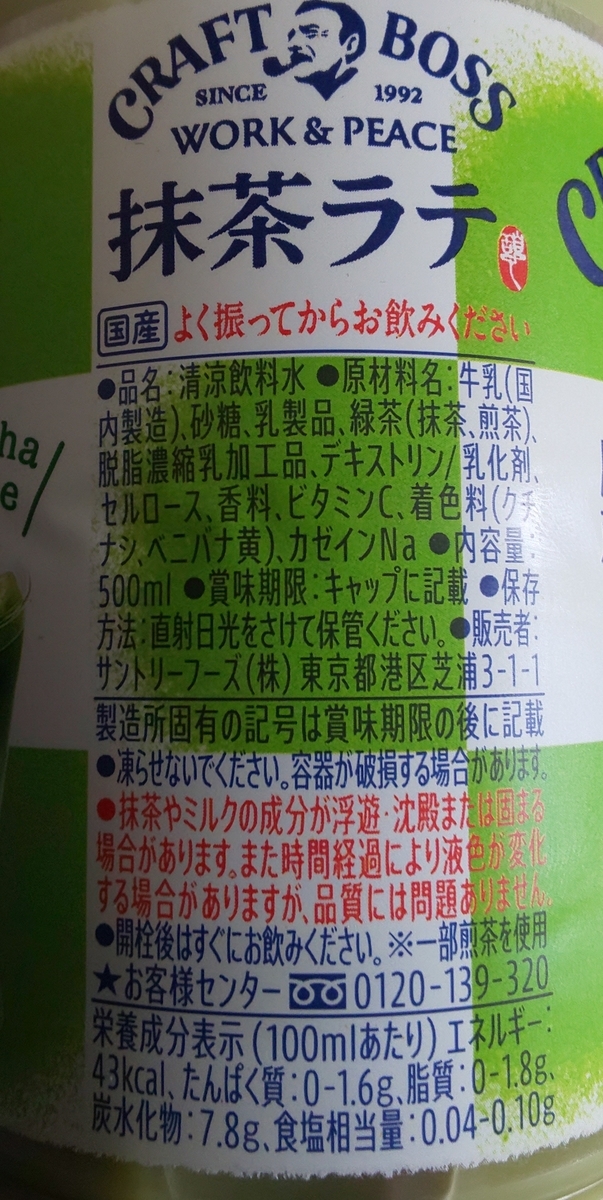 CRAFT BOSS
SINCE 1992
WORK & PEACE
抹茶ラテ
国産 よく振ってからお飲みください
●品名：清涼飲料水 ●原材料名：牛乳(国
内製造)、砂糖、乳製品、緑茶(抹茶、煎茶)、
脱脂濃縮乳加工品、デキストリン/乳化剤、
セルロース、香料、ビタミンC、着色料(クチ
ナシ、ベニバナ黄)、カゼインNa ●内容量：
500ml ●賞味期限：キャップに記載 ●保存
方法：直射日光をさけて保管ください。●販売者：
サントリーフーズ(株) 東京都港区芝浦3-1-1
製造所固有の記号は賞味期限の後に記載
●凍らせないでください。容器が破損する場合があります。
●抹茶やミルクの成分が浮遊・沈殿または固まる
場合があります。また時間経過により液色が変化
する場合がありますが、品質には問題ありません。
●開栓後はすぐにお飲みください。※一部煎茶を使用
★お客様センター 0120-139-320
栄養成分表示(100mlあたり) エネルギー：
43kcal、たんぱく質：0-1.6g、脂質：0-1.8g、
炭水化物：7.8g、食塩相当量：0.04-0.10g